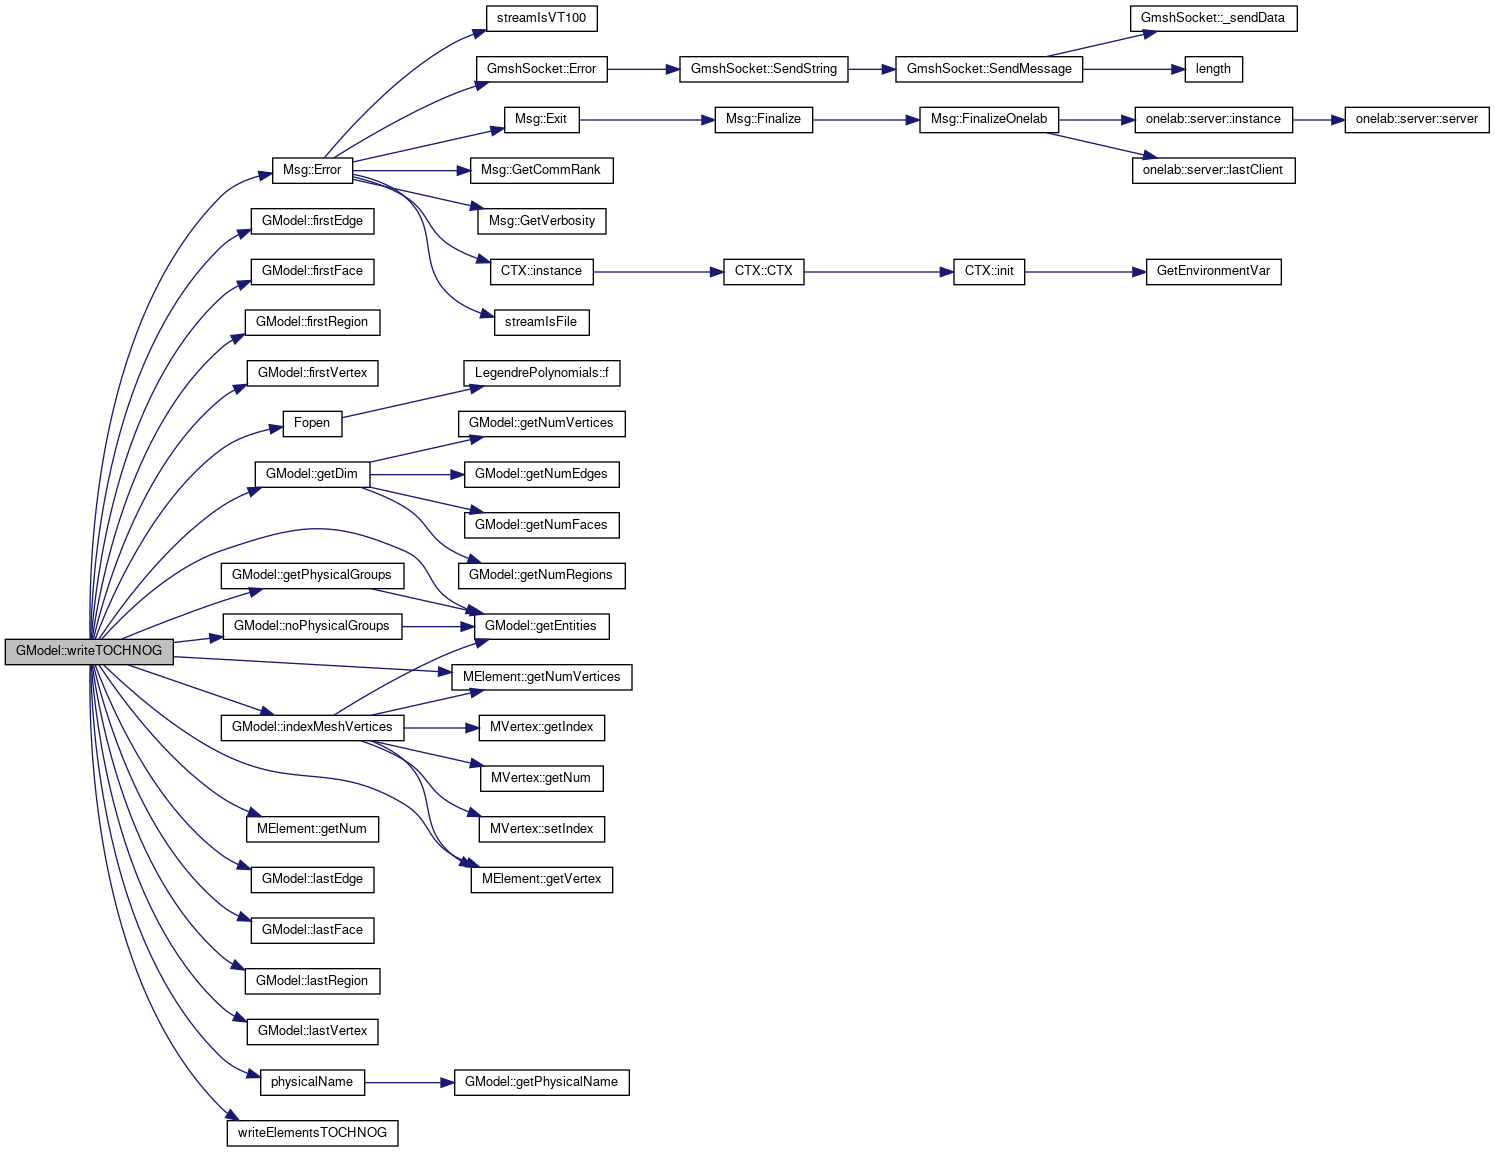 streamIsVT100
GmshSocket::_sendData
GmshSocket::Error
GmshSocket::SendString
GmshSocket::SendMessage
length
Msg::Exit
Msg::Finalize
Msg::FinalizeOnelab
onelab::server::instance
onelab::server::server
Msg::Error
Msg::GetCommRank
onelab::server::lastClient
GModel::firstEdge
Msg::GetVerbosity
GModel::firstFace
CTX::instance
CTX::CTX
CTX::init
GetEnvironmentVar
GModel::firstRegion
streamIsFile
GModel::firstVertex
LegendrePolynomials::f
Fopen
GModel::getNumVertices
GModel::getDim
GModel::getNumEdges
GModel::getNumFaces
GModel::getPhysicalGroups
GModel::getNumRegions
GModel::noPhysicalGroups
GModel::getEntities
GModel::writeTOCHNOG
MElement::getNumVertices
GModel::indexMeshVertices
MVertex::getIndex
MVertex::getNum
MElement::getNum
MVertex::setIndex
GModel::lastEdge
MElement::getVertex
GModel::lastFace
GModel::lastRegion
GModel::lastVertex
physicalName
GModel::getPhysicalName
writeElementsTOCHNOG